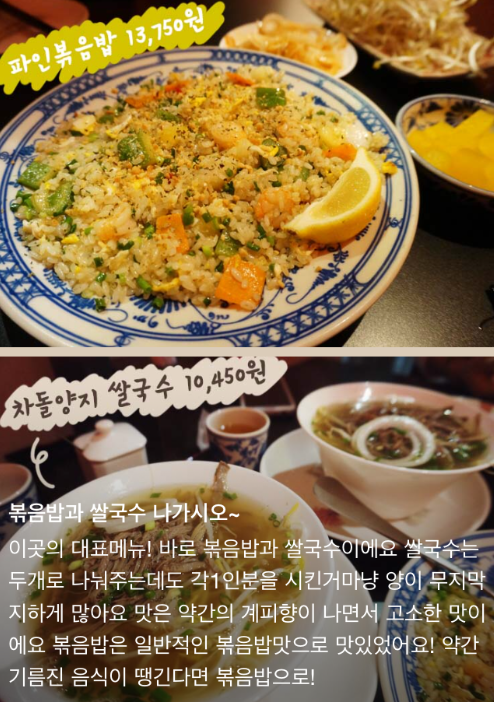 파인볶음밥 13,750원
차돌양지 쌀국수 10,450원
볶음밥과 쌀국수 나가시오~
이곳의 대표메뉴! 바로 볶음밥과 쌀국수이에요 쌀국수는
두개로 나눠주는데도 각1인분을 시킨거마냥 양이 무지막
지하게 많아요 맛은 약간의 계피향이 나면서 고소한 맛이
에요 볶음밥은 일반적인 볶음밥맛으로 맛있었어요! 약간
기름진 음식이 땡긴다면 볶음밥으로!